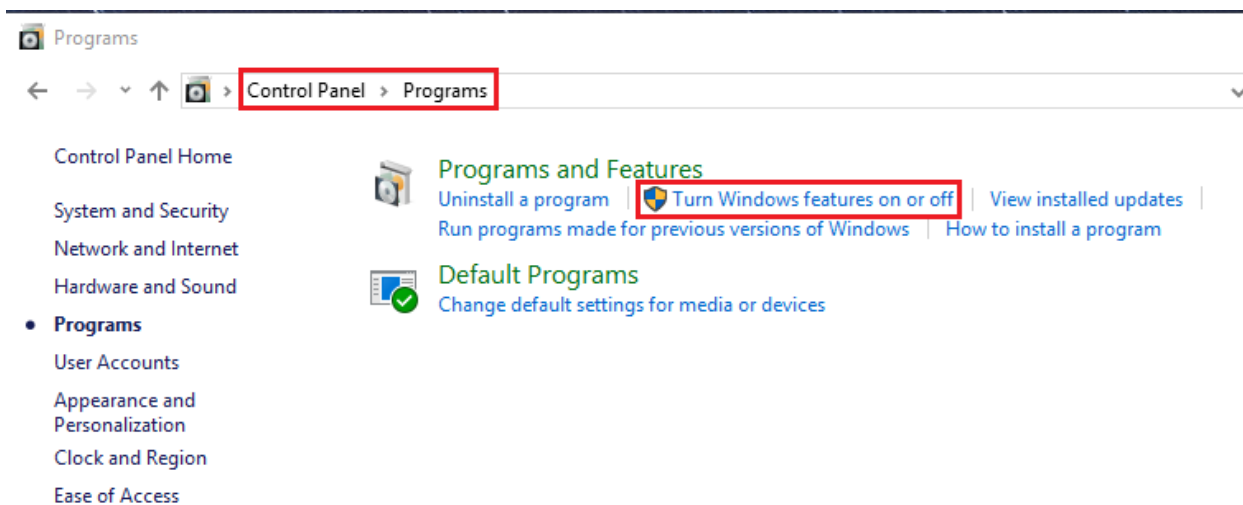 Programs
Control Panel > Programs
Control Panel Home
System and Security
Network and Internet
Hardware and Sound
Programs
User Accounts
Appearance and
Personalization
Clock and Region
Ease of Access
Programs and Features
Uninstall a program | Turn Windows features on or off | View installed updates |
Run programs made for previous versions of Windows | How to install a program
Default Programs
Change default settings for media or devices